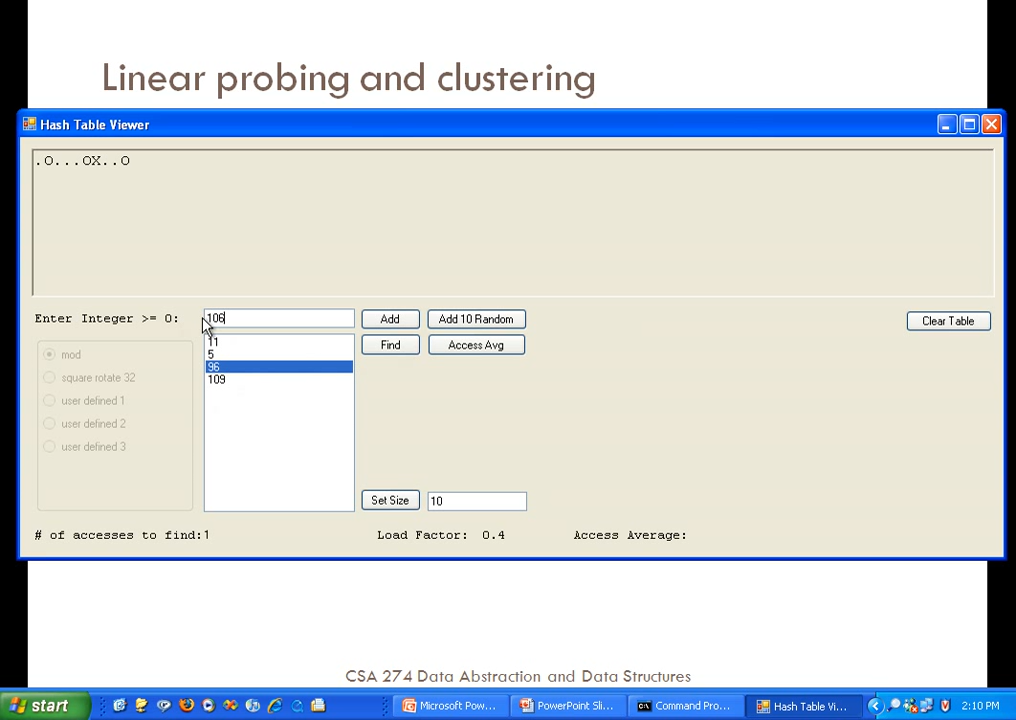 Linear probing and clustering
Hash Table Viewer
.O...OX..O
Enter Integer >= 0:
106
Add
Add 10 Random
Clear Table
mod
square rotate 32
user defined 1
user defined 2
user defined 3
11
5
96
109
Find
Access Avg
Set Size
10
# of accesses to find:1
Load Factor: 0.4
Access Average:
CSA 274 Data Abstraction and Data Structures
start
Microsoft Pow...
PowerPoint Sli...
Command Pro...
Hash Table Vi...
2:10 PM